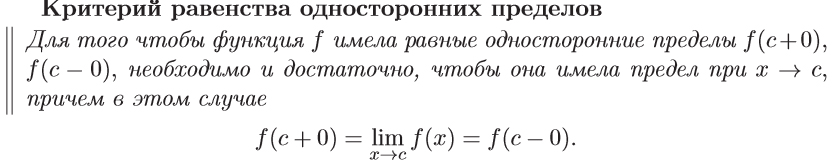 Критерий равенства односторонних пределов
Для того чтобы функция f имела равные односторонние пределы f(c+0),
f(c − 0), необходимо и достаточно, чтобы она имела предел при x → c,
причем в этом случае
f(c + 0) = lim f(x) = f(c − 0).
x→c